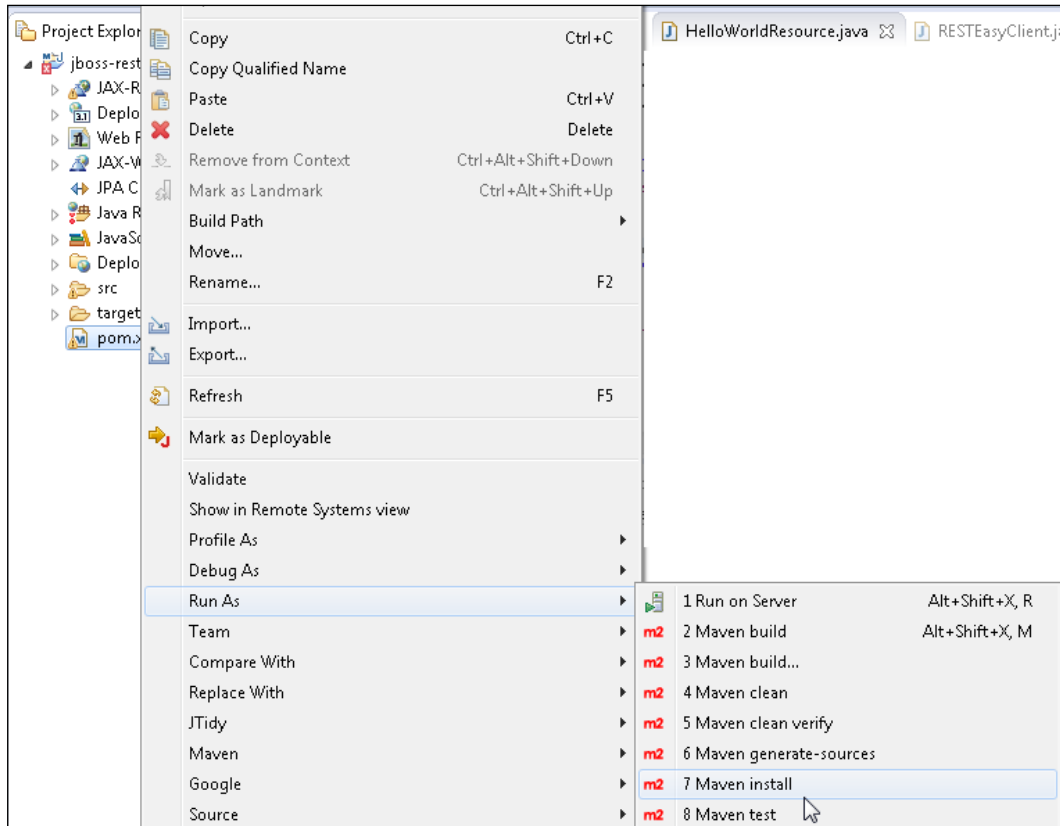 Project Explor
jboss-rest
JAX-R
Deplo
Web F
JAX-W
JPA C
Java R
JavaSc
Deplo
src
target
pom.x
Copy Ctrl+C
Copy Qualified Name
Paste Ctrl+V
Delete Delete
Remove from Context Ctrl+Alt+Shift+Down
Mark as Landmark Ctrl+Alt+Shift+Up
Build Path
Move...
Rename... F2
Import...
Export...
Refresh F5
Mark as Deployable
Validate
Show in Remote Systems view
Profile As
Debug As
Run As
Team
Compare With
Replace With
JTidy
Maven
Google
Source
HelloWorldResource.java
RESTEasyClient.ja
1 Run on Server Alt+Shift+X, R
m2 2 Maven build Alt+Shift+X, M
m2 3 Maven build...
m2 4 Maven clean
m2 5 Maven clean verify
m2 6 Maven generate-sources
m2 7 Maven install
m2 8 Maven test